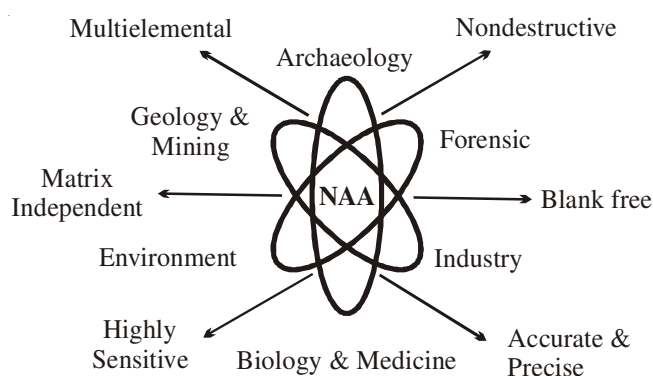 Multielemental
Nondestructive
Archaeology
Geology &
Mining
Forensic
Matrix
Independent
NAA
Blank free
Environment
Industry
Highly
Sensitive
Biology & Medicine
Accurate &
Precise